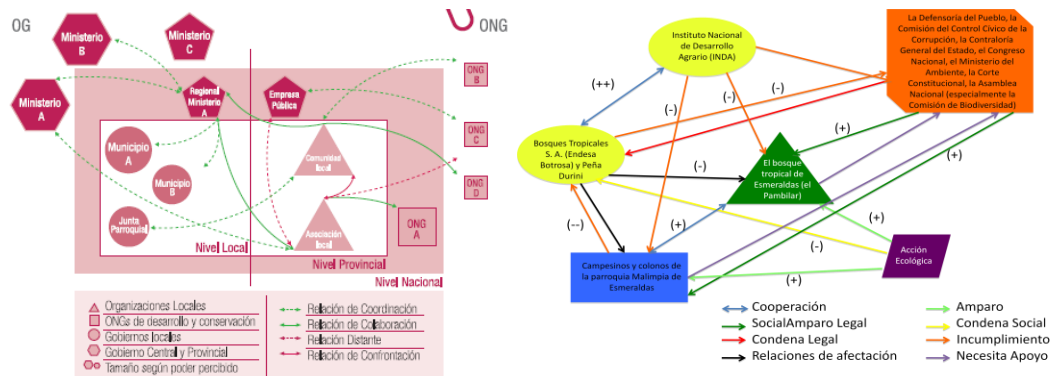 OG
ONG
Ministerio
B
Ministerio
C
Ministerio
A
Regional
Ministerio
A
Empresa
Pública
ONG
B
ONG
C
ONG
D
ONG
A
Municipio
A
Municipio
B
Junta
Parroquial
Comunidas
local
Asociación
local
Nivel Local
Nivel Provincial
Nivel Nacional
Organizaciones Locales
ONGs de desarrollo y conservación
Gobiernos locales
Gobierno Central y Provincial
Tamaño según poder percibido
Relación de Coordinación
Relación de Colaboración
Relación Distante
Relación de Confrontación
Instituto Nacional
de Desarrollo
Agrario (INDA)
La Defensoría del Pueblo, la
Comisión del Control Cívico de
la Corrupción, la Contraloría
General del Estado, el Congreso
Nacional, el Ministerio del
Ambiente, la Corte
Constitucional, la Asamblea
Nacional (especialmente la
Comisión de Biodiversidad)
(++)
(-)
(-)
(-)
(+)
(+)
Bosques Tropicales
S. A. (Endesa
Botrosa) y Peña
Durini
(-)
El bosque
tropical de
Esmeraldas (el
Pambilar)
(--)
(+)
(+)
(-)
(+)
Acción
Ecológica
Campesinos y colonos de
la parroquia Malimpia de
Esmeraldas
Cooperación
SocialAmparo Legal
Condena Legal
Relaciones de afectación
Amparo
Condena Social
Incumplimiento
Necesita Apoyo